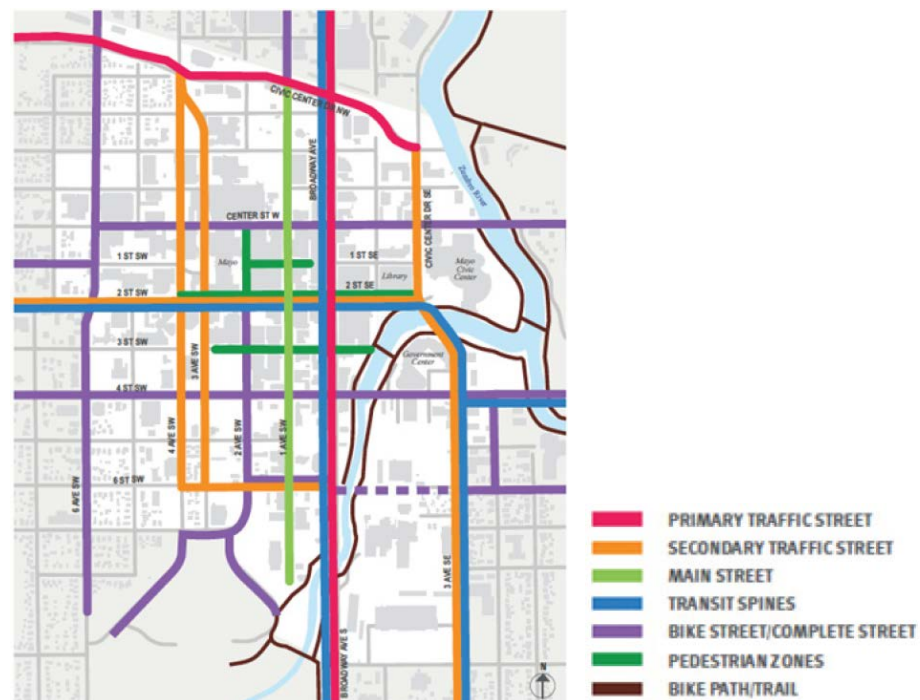 CIVIC CENTER DR NW
BROADWAY AVE
Zumbro River
CENTER ST W
CIVIC CENTER DR SE
1 ST SW
Mayo
1 ST SE
Library
Mayo
Civic
Center
2 ST SW
2 ST SE
3 ST SW
3 AVE SW
Government
Center
4 ST SW
4 AVE SW
2 AVE SW
1 AVE SW
6 ST SW
6 AVE SW
3 AVE SE
BROADWAY AVE S
N
PRIMARY TRAFFIC STREET
SECONDARY TRAFFIC STREET
MAIN STREET
TRANSIT SPINES
BIKE STREET/COMPLETE STREET
PEDESTRIAN ZONES
BIKE PATH/TRAIL